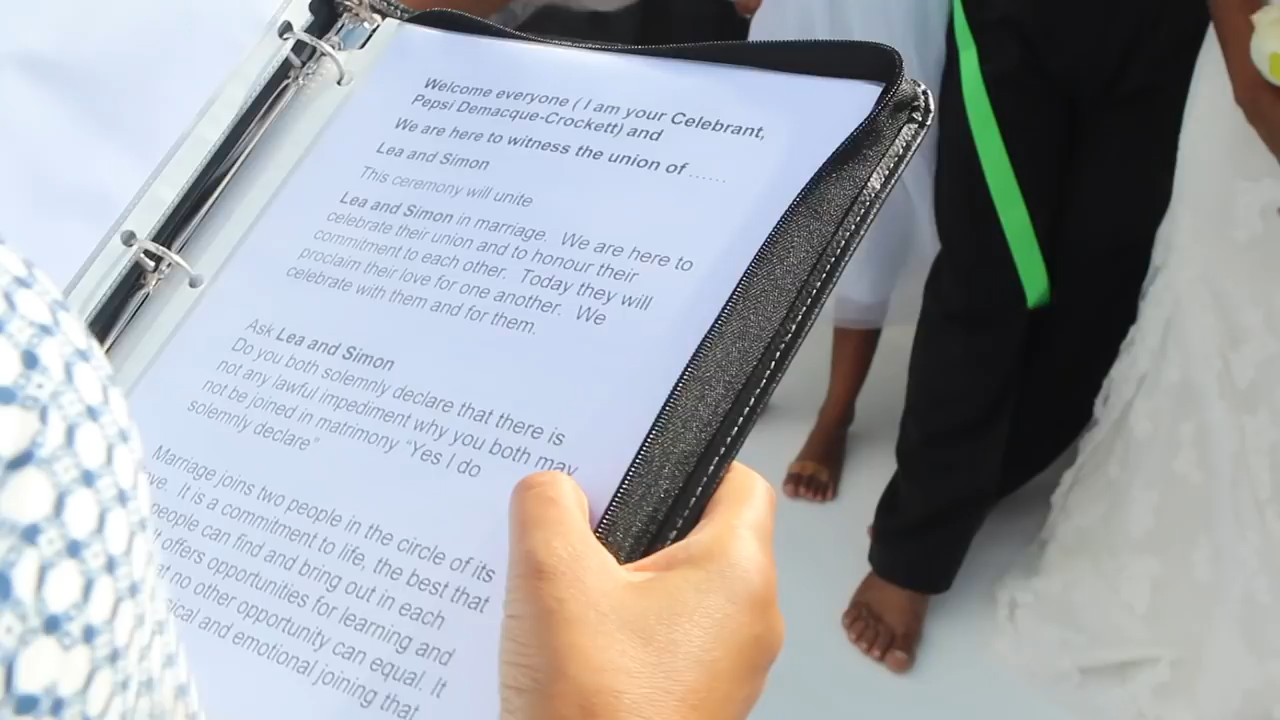 Welcome everyone ( I am your Celebrant,
Pepsi Demacque-Crockett) and
We are here to witness the union of ......
Lea and Simon
This ceremony will unite
Lea and Simon in marriage. We are here to
celebrate their union and to honour their
commitment to each other. Today they will
proclaim their love for one another. We
celebrate with them and for them.
Ask Lea and Simon
Do you both solemnly declare that there is
not any lawful impediment why you both may
not be joined in matrimony “Yes I do
solemnly declare”
Marriage joins two people in the circle of its
It is a commitment to life, the best that
people can find and bring out in each
offers opportunities for learning and
no other opportunity can equal. It
and emotional joining that